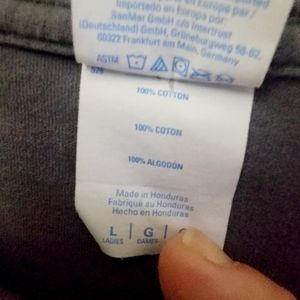 Importado en Europa por:
SanMar GmbH c/o Intertrust
(Deutschland) GmbH, Grüneburgweg 58-62,
60322 Frankfurt am Main, Germany
ASTM
100% COTTON
100% COTON
100% ALGODÓN
Made in Honduras
Fabriqué au Honduras
Hecho en Honduras
L | G |
LADIES DAMES